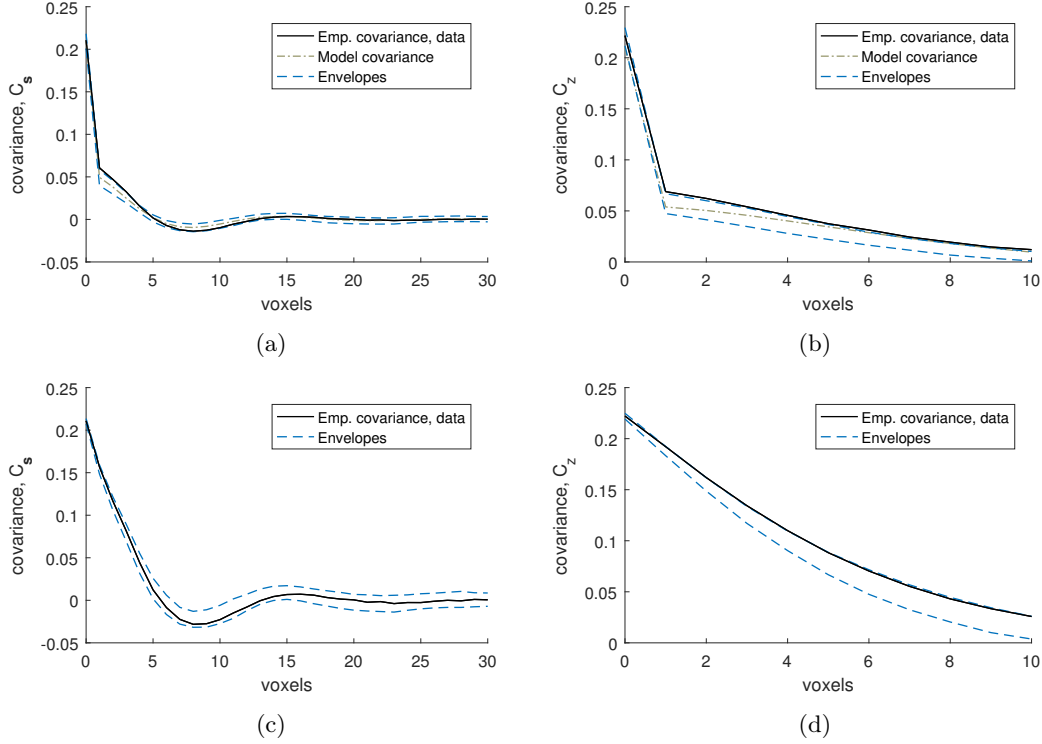 0.25
0.2
0.15
0.1
0.05
0
-0.05
covariance, C_s
0 5 10 15 20 25 30
voxels
Emp. covariance, data
Model covariance
Envelopes
(a)
0.25
0.2
0.15
0.1
0.05
0
covariance, C_z
0 2 4 6 8 10
voxels
Emp. covariance, data
Model covariance
Envelopes
(b)
0.25
0.2
0.15
0.1
0.05
0
-0.05
covariance, C_s
0 5 10 15 20 25 30
voxels
Emp. covariance, data
Envelopes
(c)
0.25
0.2
0.15
0.1
0.05
0
covariance, C_z
0 2 4 6 8 10
voxels
Emp. covariance, data
Envelopes
(d)